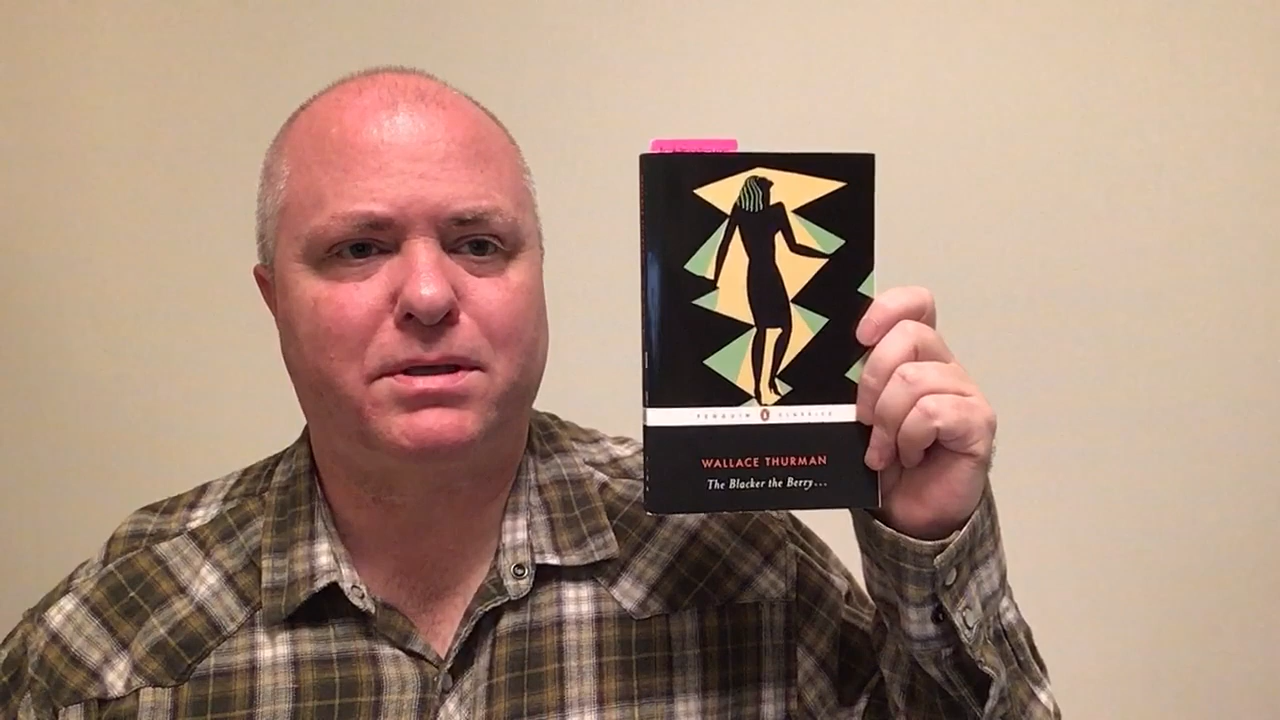 PENGUIN CLASSICS
WALLACE THURMAN
The Blacker the Berry...